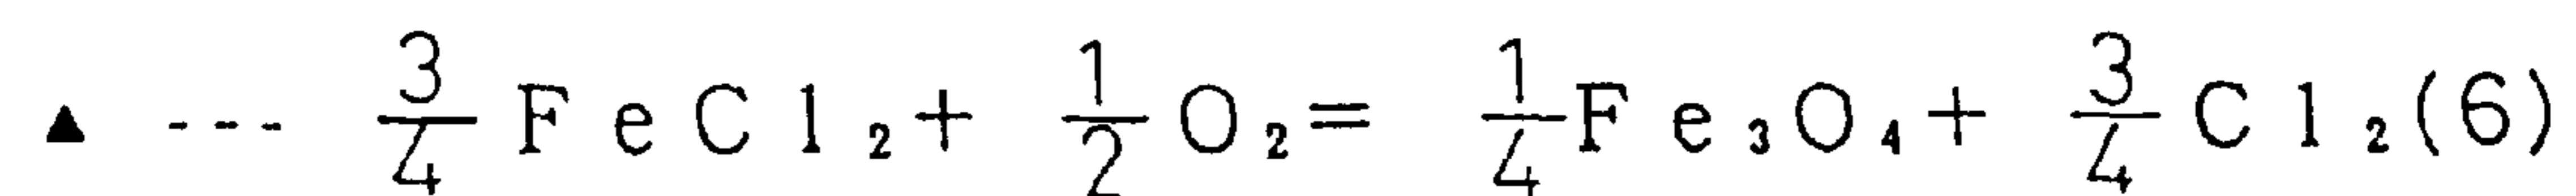 ▲ --- 3/4 FeCl₂+ 1/2 O₂= 1/4 Fe₃O₄+ 3/4 Cl₂(6)